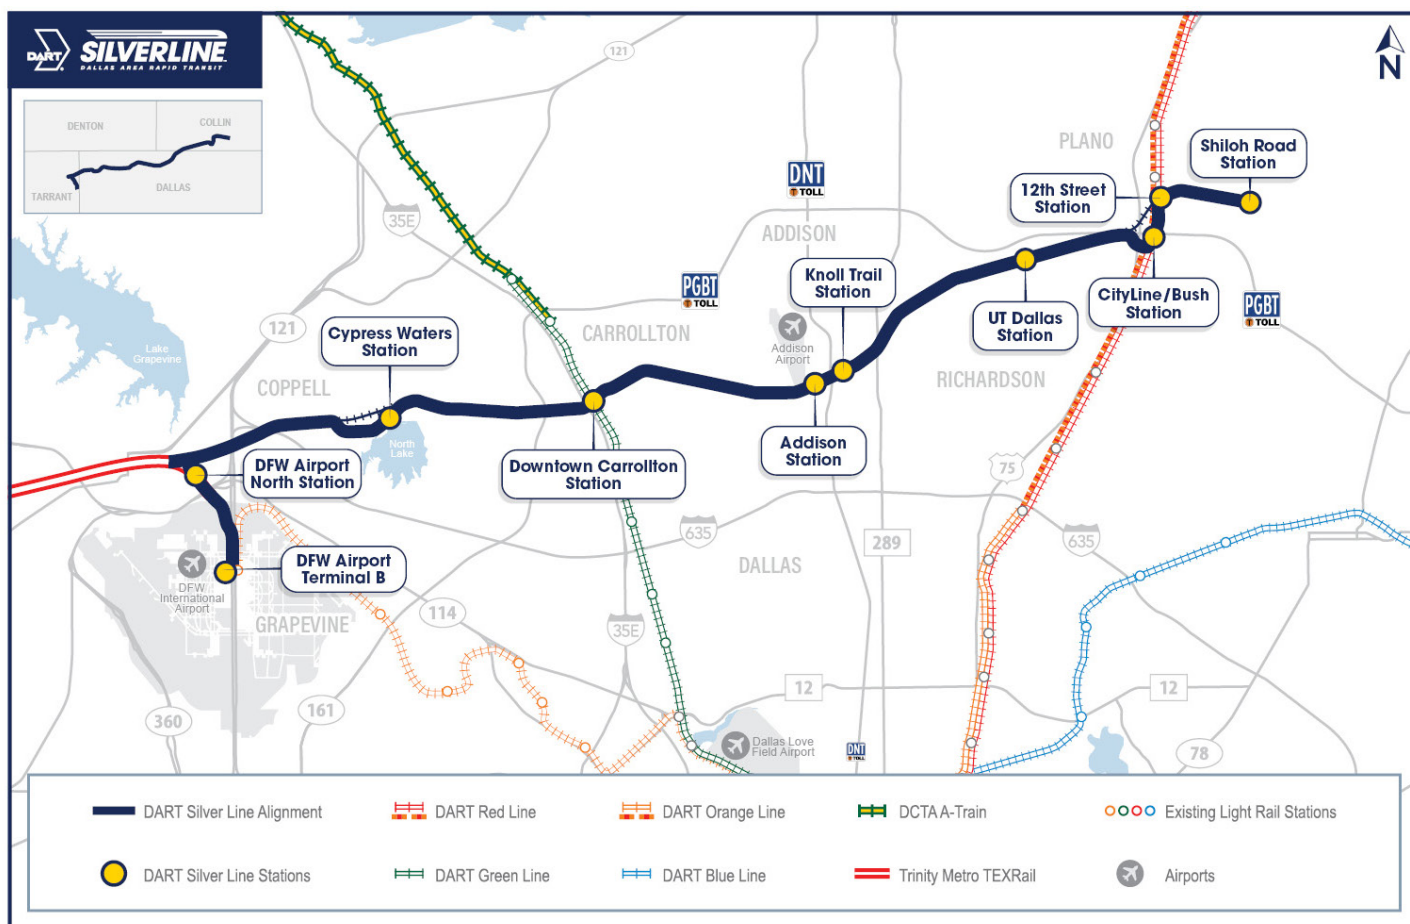 DART SILVERLINE
DALLAS AREA RAPID TRANSIT
DENTON
COLLIN
TARRANT
DALLAS
N
121
35E
DNT
TOLL
PLANO
Shiloh Road
Station
12th Street
Station
ADDISON
Knoll Trail
Station
PGBT
TOLL
CityLine/Bush
Station
PGBT
TOLL
UT Dallas
Station
121
Cypress Waters
Station
CARROLLTON
Addison
Airport
Lake
Grapevine
COPPELL
RICHARDSON
North
Lake
Addison
Station
DFW Airport
North Station
Downtown Carrollton
Station
75
635
289
635
DFW Airport
Terminal B
DALLAS
DFW
International
Airport
GRAPEVINE
114
35E
12
12
161
360
Dallas Love
Field Airport
DNT
TOLL
78
DART Silver Line Alignment
DART Red Line
DART Orange Line
DCTA A-Train
Existing Light Rail Stations
DART Silver Line Stations
DART Green Line
DART Blue Line
Trinity Metro TEXRail
Airports